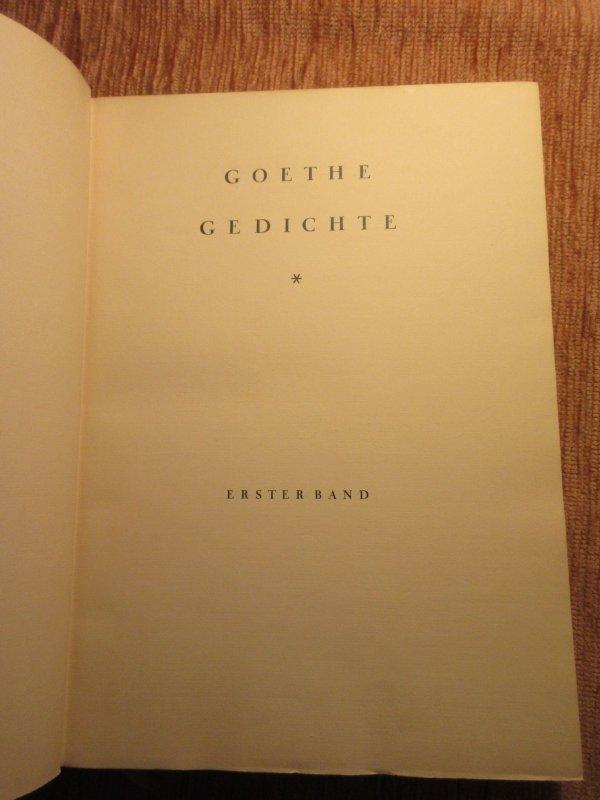 GOETHE
GEDICHTE
*
ERSTER BAND